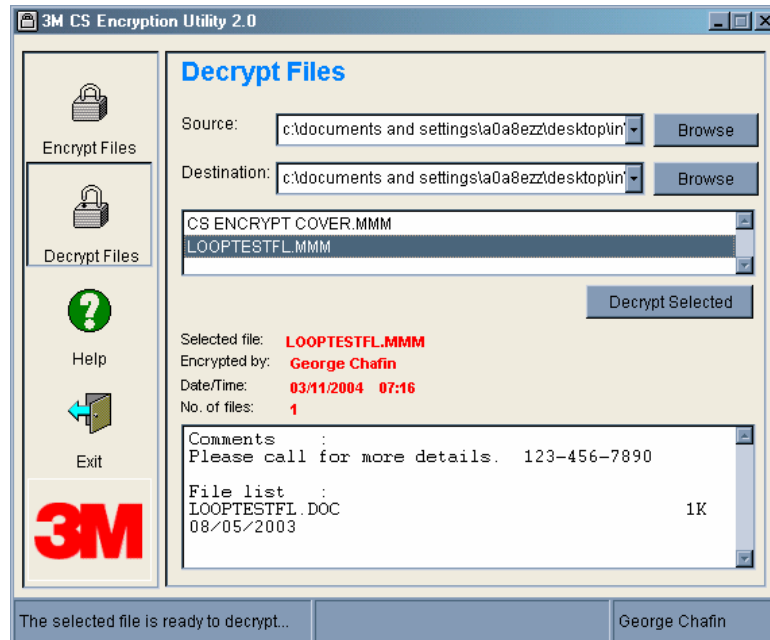 3M CS Encryption Utility 2.0
Encrypt Files
Decrypt Files
Help
Exit
3M
Decrypt Files
Source: c:\documents and settings\a0a8ezz\desktop\in\ Browse
Destination: c:\documents and settings\a0a8ezz\desktop\in\ Browse
CS ENCRYPT COVER.MMM
LOOPTESTFL.MMM
Decrypt Selected
Selected file: LOOPTESTFL.MMM
Encrypted by: George Chafin
Date/Time: 03/11/2004 07:16
No. of files: 1
Comments :
Please call for more details. 123-456-7890
File list :
LOOPTESTFL.DOC 1K
08/05/2003
The selected file is ready to decrypt... George Chafin